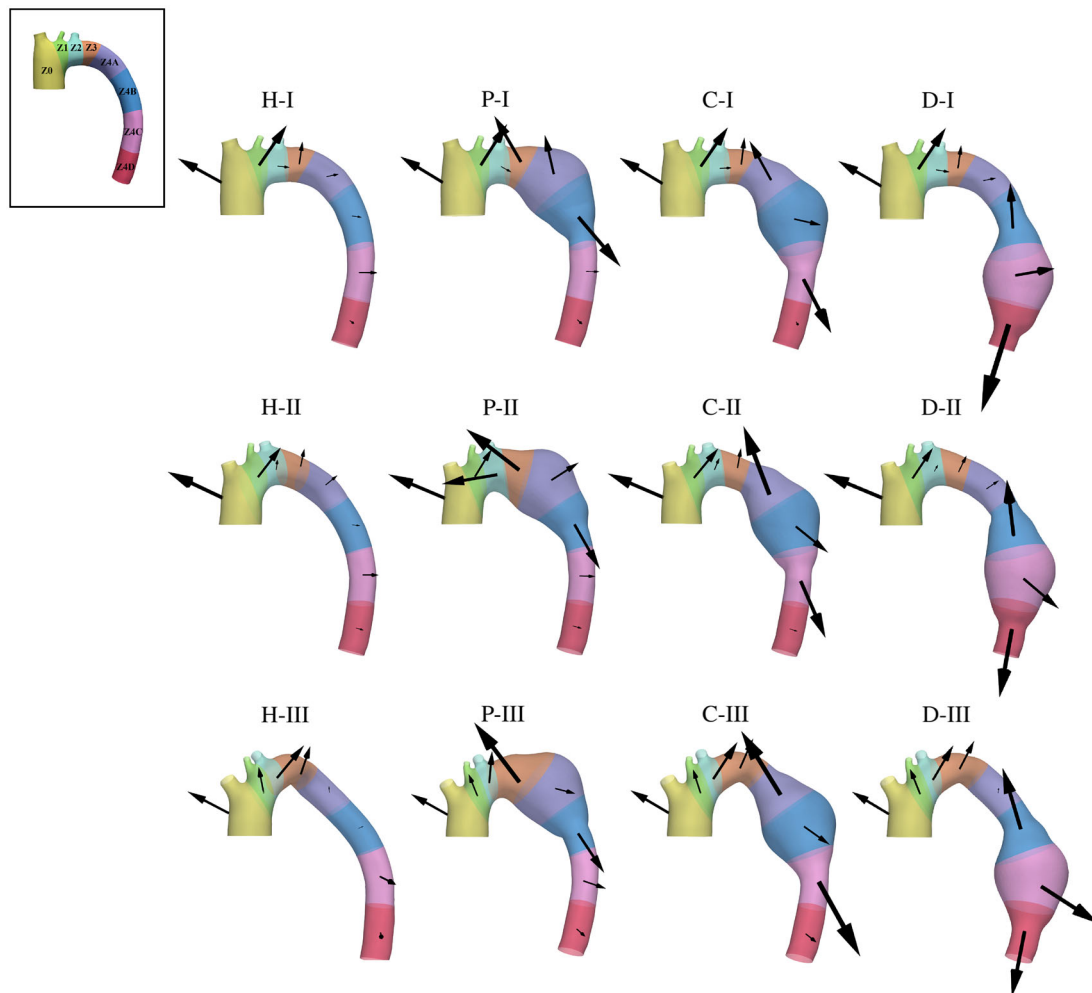 Z1 Z2 Z3
Z0 Z4A
Z4B
Z4C
Z4D
H-I P-I C-I D-I
H-II P-II C-II D-II
H-III P-III C-III D-III